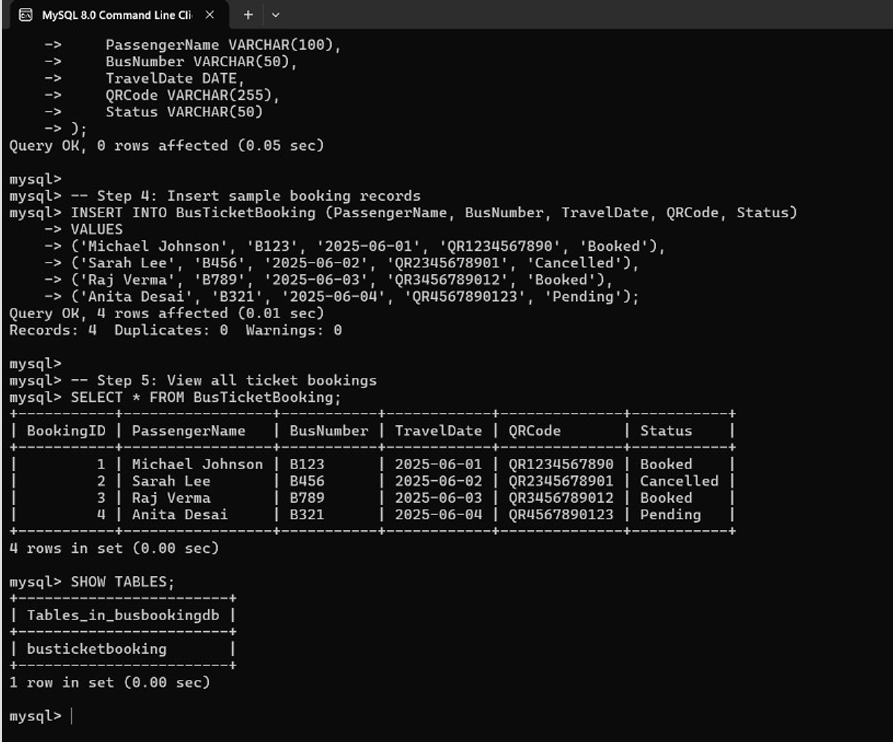 MySQL 8.0 Command Line Cli
    ->     PassengerName VARCHAR(100),
    ->     BusNumber VARCHAR(50),
    ->     TravelDate DATE,
    ->     QRCode VARCHAR(255),
    ->     Status VARCHAR(50)
    -> );
Query OK, 0 rows affected (0.05 sec)
mysql>
mysql> -- Step 4: Insert sample booking records
mysql> INSERT INTO BusTicketBooking (PassengerName, BusNumber, TravelDate, QRCode, Status)
    -> VALUES
    -> ('Michael Johnson', 'B123', '2025-06-01', 'QR1234567890', 'Booked'),
    -> ('Sarah Lee', 'B456', '2025-06-02', 'QR2345678901', 'Cancelled'),
    -> ('Raj Verma', 'B789', '2025-06-03', 'QR3456789012', 'Booked'),
    -> ('Anita Desai', 'B321', '2025-06-04', 'QR4567890123', 'Pending');
Query OK, 4 rows affected (0.01 sec)
Records: 4  Duplicates: 0  Warnings: 0
mysql>
mysql> -- Step 5: View all ticket bookings
mysql> SELECT * FROM BusTicketBooking;
+-----------+-----------------+-----------+------------+--------------+-----------+
| BookingID | PassengerName   | BusNumber | TravelDate | QRCode       | Status    |
+-----------+-----------------+-----------+------------+--------------+-----------+
|         1 | Michael Johnson | B123      | 2025-06-01 | QR1234567890 | Booked    |
|         2 | Sarah Lee       | B456      | 2025-06-02 | QR2345678901 | Cancelled |
|         3 | Raj Verma       | B789      | 2025-06-03 | QR3456789012 | Booked    |
|         4 | Anita Desai     | B321      | 2025-06-04 | QR4567890123 | Pending   |
+-----------+-----------------+-----------+------------+--------------+-----------+
4 rows in set (0.00 sec)
mysql> SHOW TABLES;
+------------------------+
| Tables_in_busbookingdb |
+------------------------+
| busticketbooking       |
+------------------------+
1 row in set (0.00 sec)
mysql>